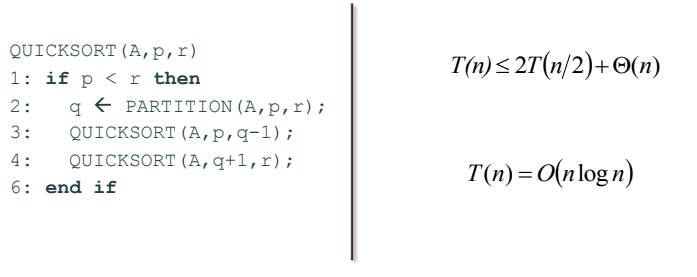 QUICKSORT(A,p,r)
1: if p < r then
2: q ← PARTITION(A,p,r);
3: QUICKSORT(A,p,q-1);
4: QUICKSORT(A,q+1,r);
6: end if
T(n) ≤ 2T(n/2)+Θ(n)
T(n) = O(n log n)